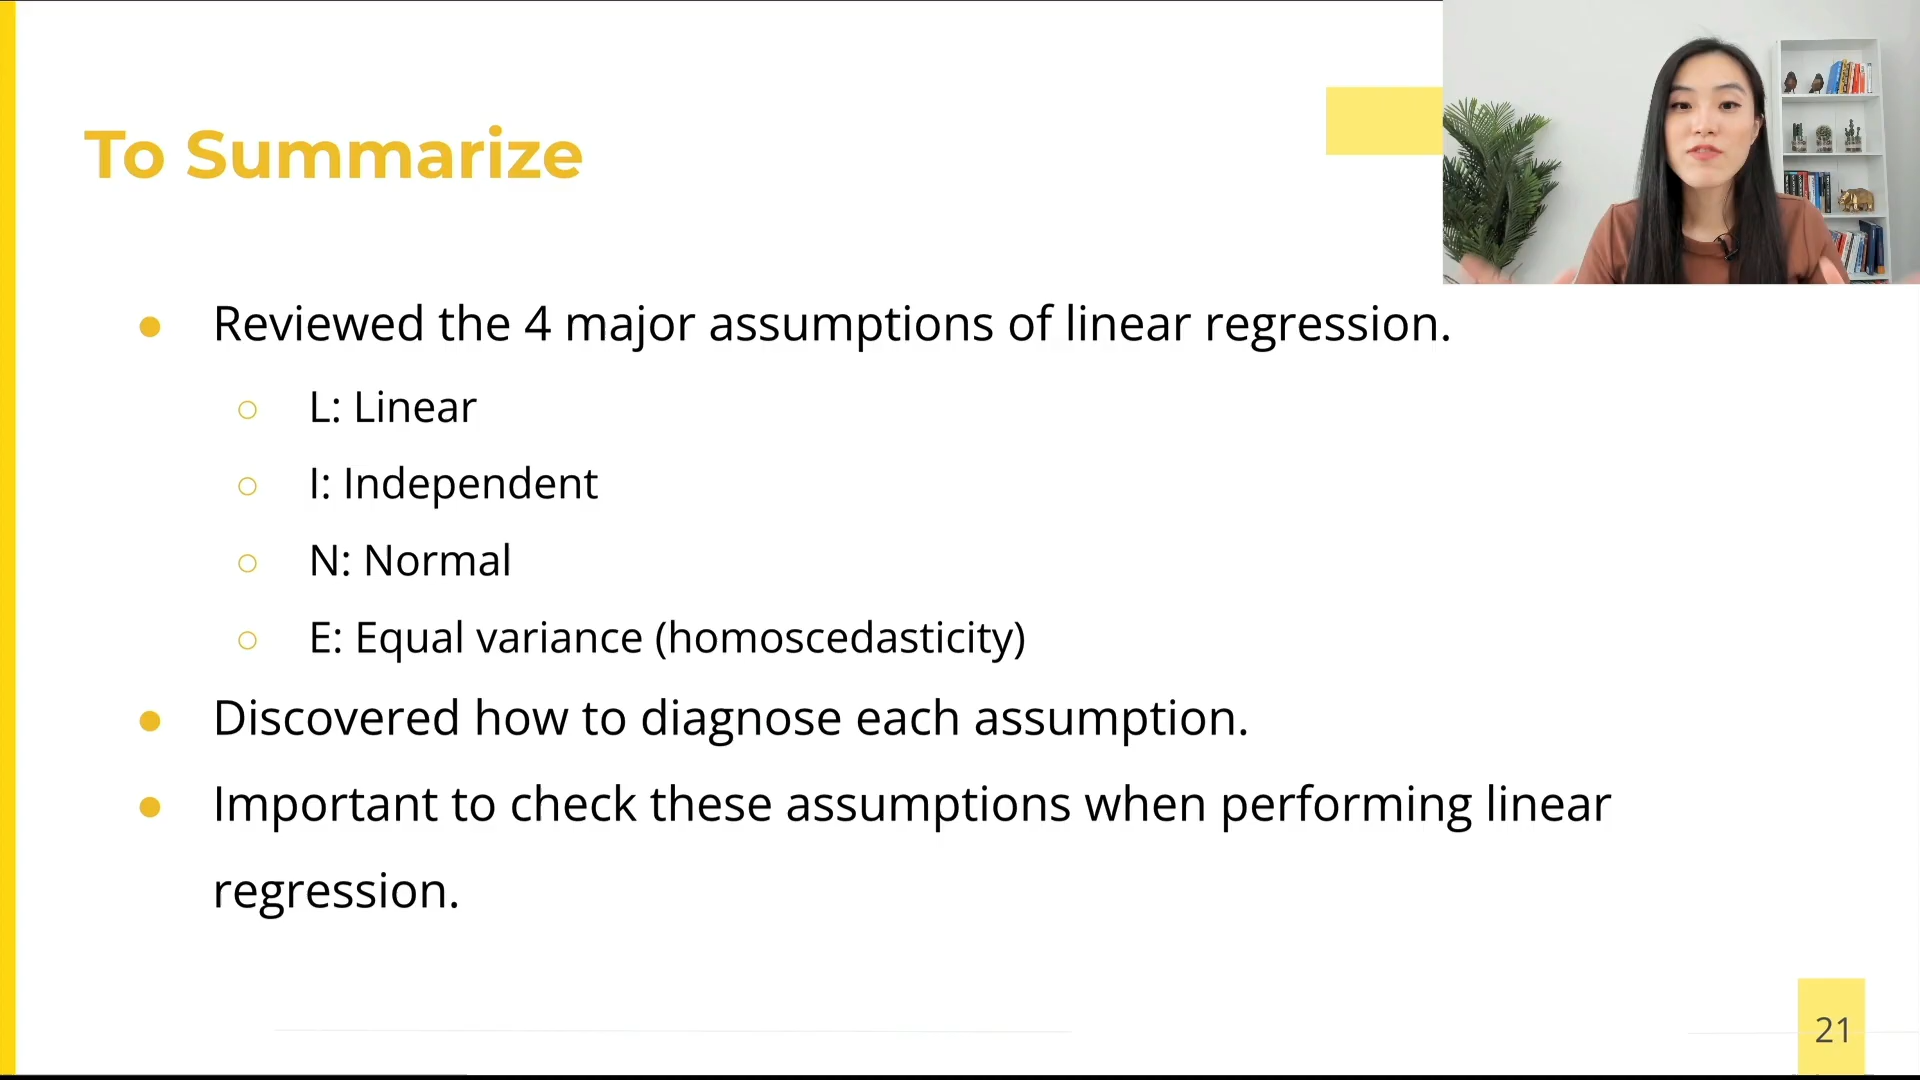 To Summarize
● Reviewed the 4 major assumptions of linear regression.
○ L: Linear
○ I: Independent
○ N: Normal
○ E: Equal variance (homoscedasticity)
● Discovered how to diagnose each assumption.
● Important to check these assumptions when performing linear
regression.
21